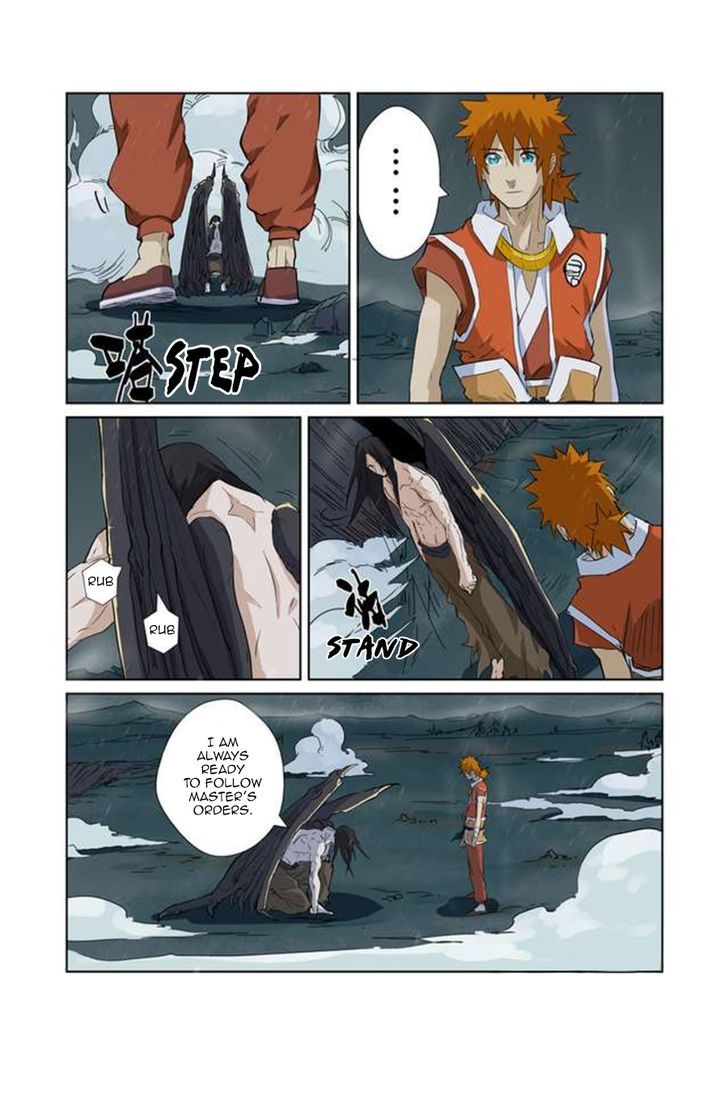 嗒 STEP
......
RUB
RUB
STAND
I AM
ALWAYS
READY
TO FOLLOW
MASTER'S
ORDERS.